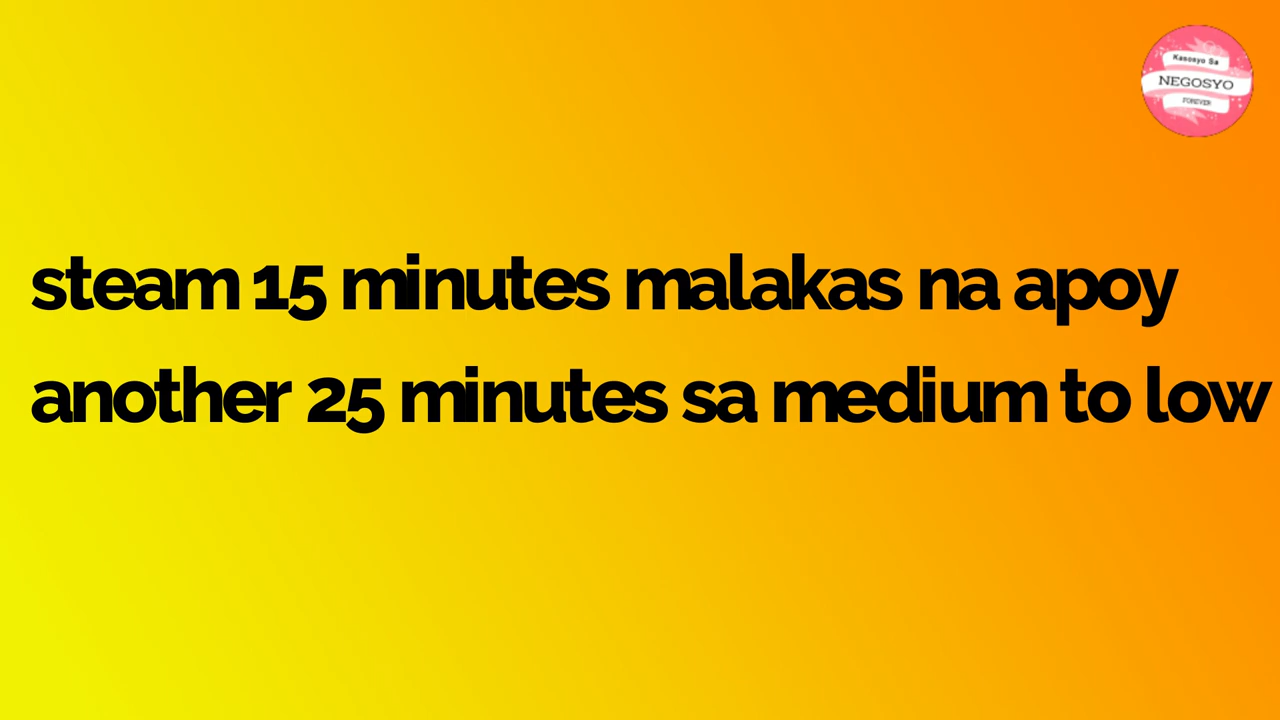 Kasosyo Sa
NEGOSYO
FOREVER
steam 15 minutes malakas na apoy
another 25 minutes sa medium to low